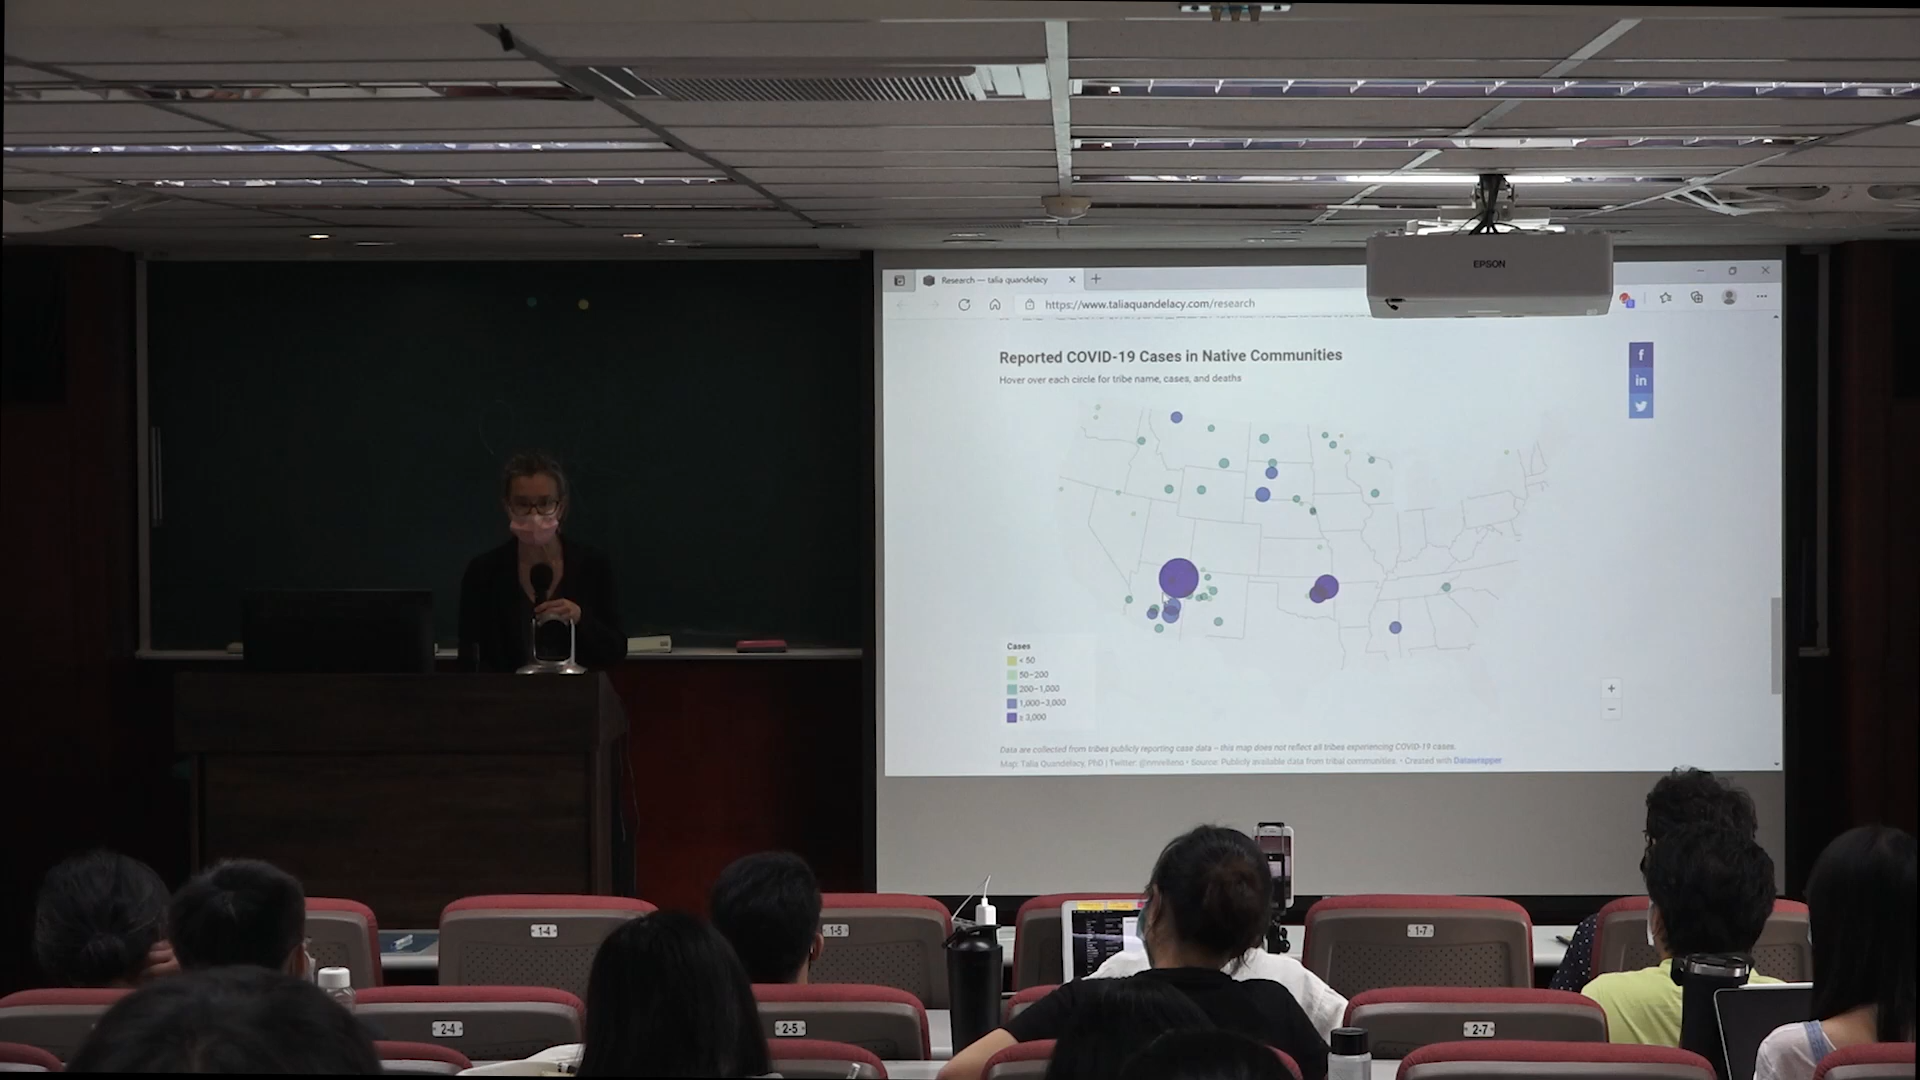 EPSON
Research — talia quandelacy
https://www.taliaquandelacy.com/research
Reported COVID-19 Cases in Native Communities
Hover over each circle for tribe name, cases, and deaths
f
in
Cases
< 50
50–200
200–1,000
1,000–3,000
≥ 3,000
+
−
Data are collected from tribes publicly reporting case data – this map does not reflect all tribes experiencing COVID-19 cases.
Map: Talia Quandelacy, PhD | Twitter: • Source: Publicly available data from tribal communities. • Created with Datawrapper
1-4
1-5
1-7
2-4
2-5
2-7